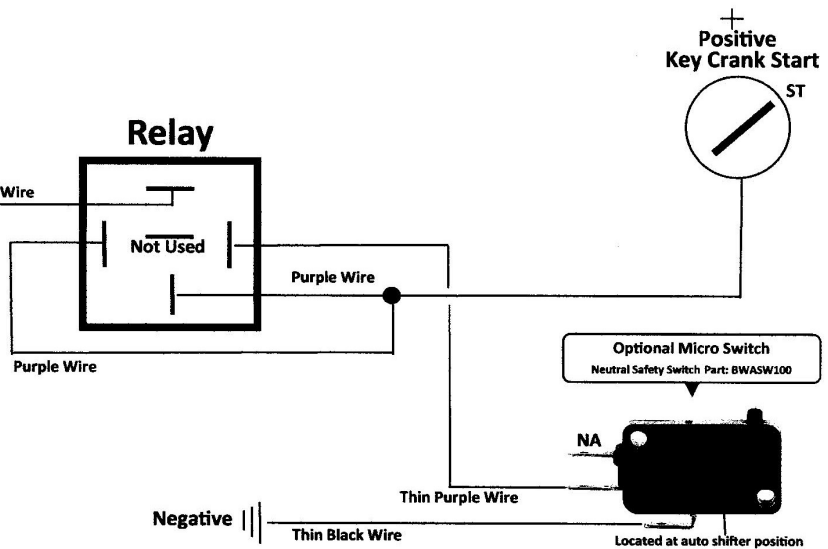 +
Positive
Key Crank Start
ST
Relay
Wire
Not Used
Purple Wire
Purple Wire
Optional Micro Switch
Neutral Safety Switch Part: BWASW100
NA
Thin Purple Wire
Negative
Thin Black Wire
Located at auto shifter position